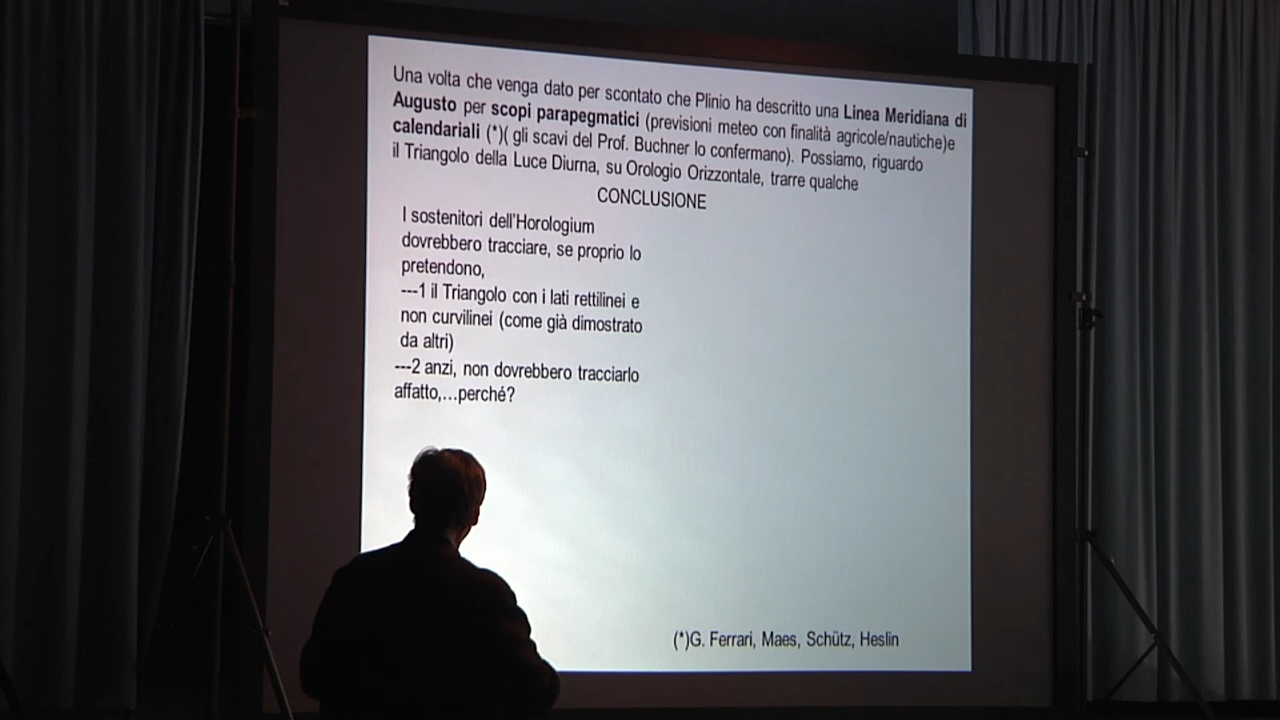 Una volta che venga dato per scontato che Plinio ha descritto una Linea Meridiana di
Augusto per scopi parapegmatici (previsioni meteo con finalità agricole/nautiche)e
calendariali (*)( gli scavi del Prof. Buchner lo confermano). Possiamo, riguardo
il Triangolo della Luce Diurna, su Orologio Orizzontale, trarre qualche
CONCLUSIONE
I sostenitori dell'Horologium
dovrebbero tracciare, se proprio lo
pretendono,
---1 il Triangolo con i lati rettilinei e
non curvilinei (come già dimostrato
da altri)
---2 anzi, non dovrebbero tracciarlo
affatto,...perché?
(*)G. Ferrari, Maes, Schütz, Heslin